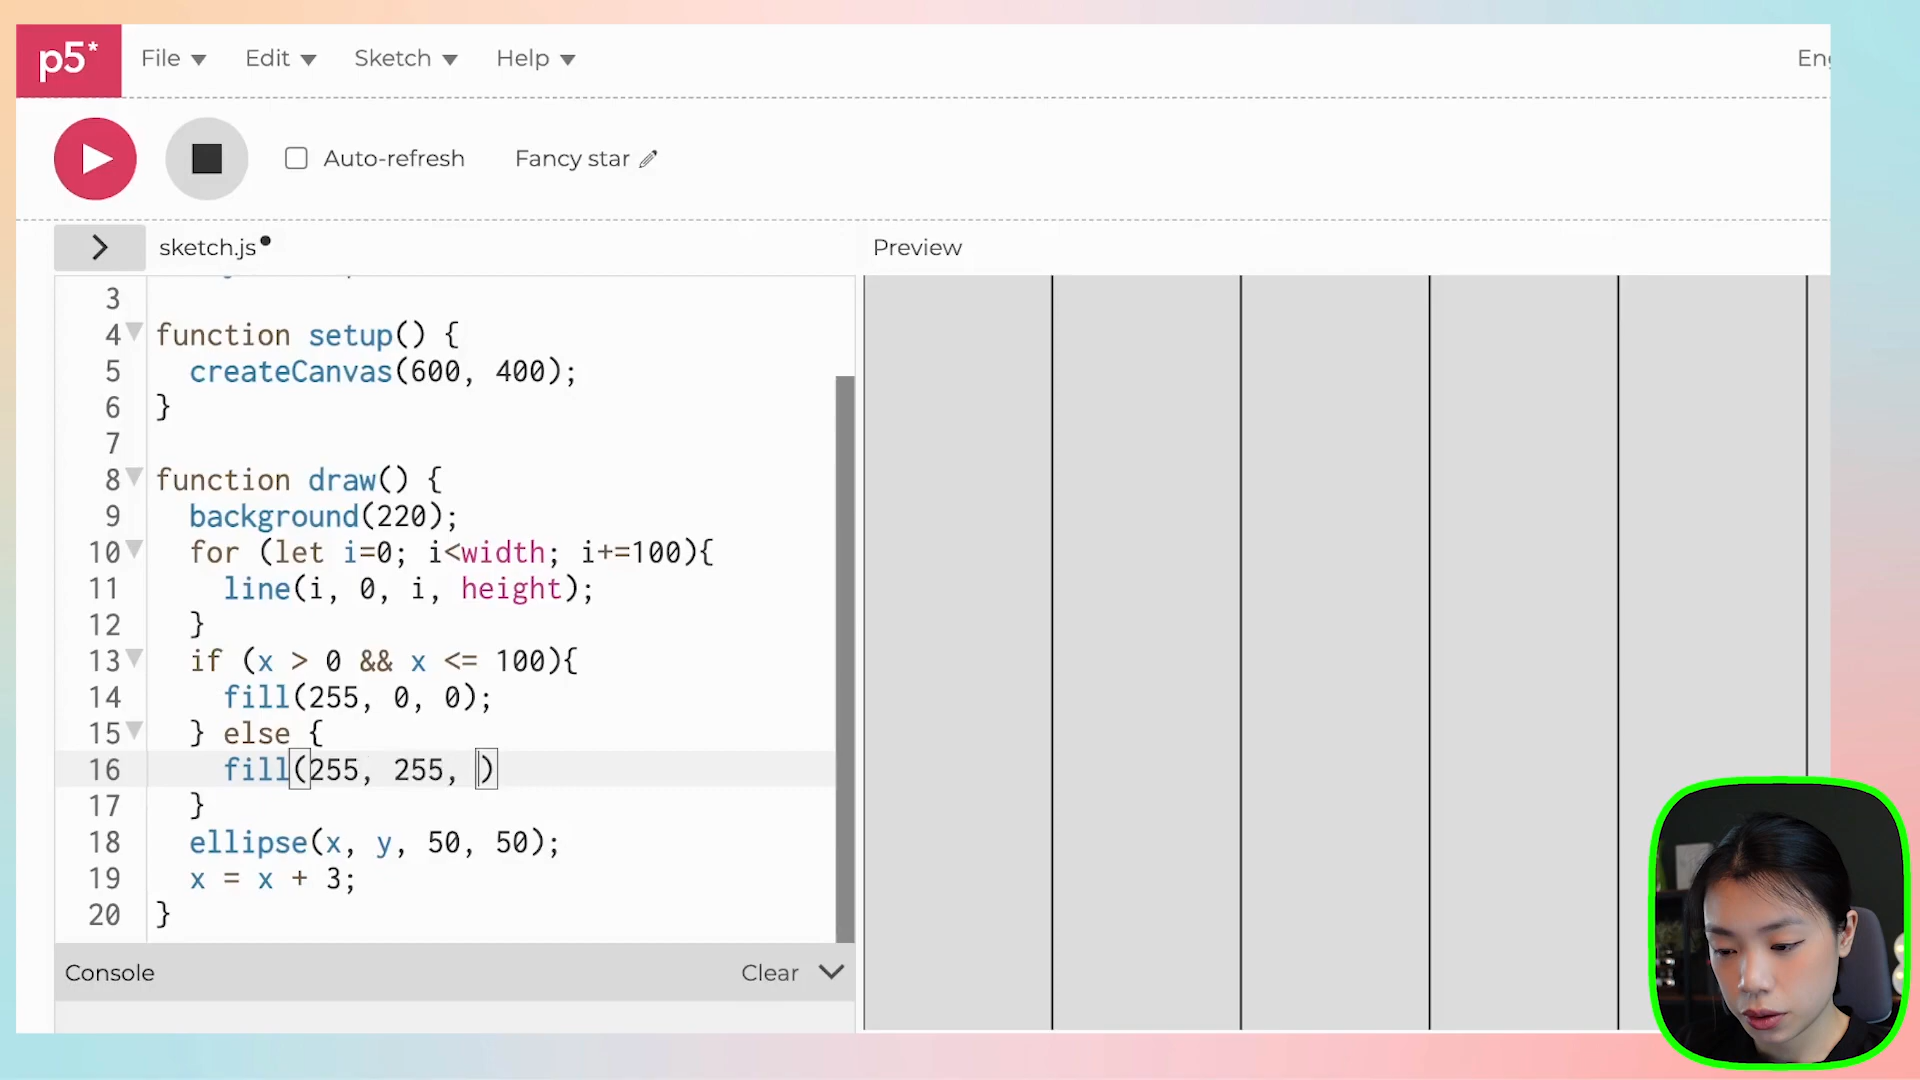 p5*
File
Edit
Sketch
Help
Auto-refresh
Fancy star
sketch.js
Preview
3
4 function setup() {
5 createCanvas(600, 400);
6 }
7
8 function draw() {
9 background(220);
10 for (let i=0; i<width; i+=100){
11 line(i, 0, i, height);
12 }
13 if (x > 0 && x <= 100){
14 fill(255, 0, 0);
15 } else {
16 fill(255, 255, )
17 }
18 ellipse(x, y, 50, 50);
19 x = x + 3;
20 }
Console
Clear